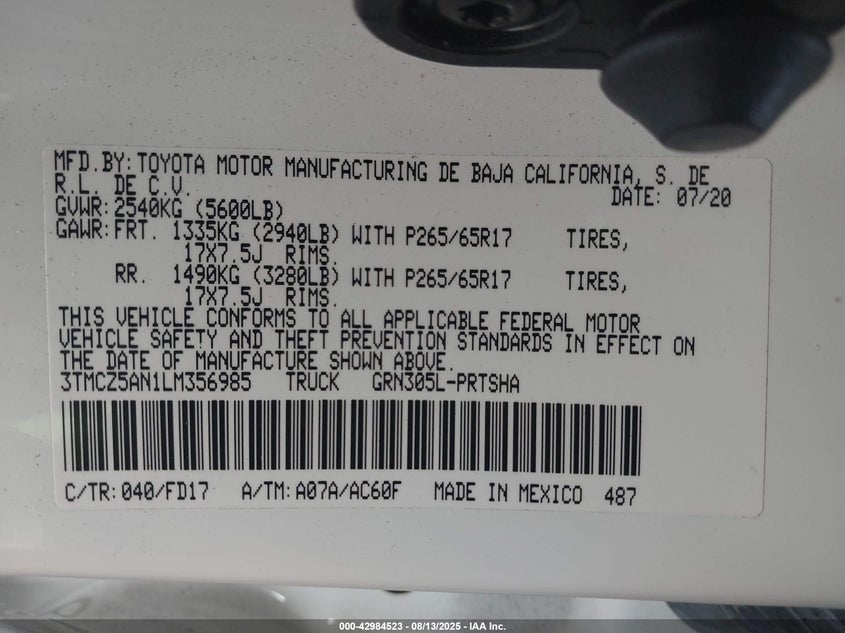 MFD.BY: TOYOTA MOTOR MANUFACTURING DE BAJA CALIFORNIA, S. DE
R.L. DE C.V. DATE: 07/20
GVWR: 2540KG (5600LB)
GAWR: FRT. 1335KG (2940LB) WITH P265/65R17 TIRES,
17X7.5J RIMS.
RR. 1490KG (3280LB) WITH P265/65R17 TIRES,
17X7.5J RIMS.
THIS VEHICLE CONFORMS TO ALL APPLICABLE FEDERAL MOTOR
VEHICLE SAFETY AND THEFT PREVENTION STANDARDS IN EFFECT ON
THE DATE OF MANUFACTURE SHOWN ABOVE.
3TMCZ5AN1LM356985 TRUCK GRN305L-PRTSHA
C/TR: 040/FD17 A/TM: A07A/AC60F MADE IN MEXICO 487
000-42984523 - 08/13/2025 - IAA Inc.